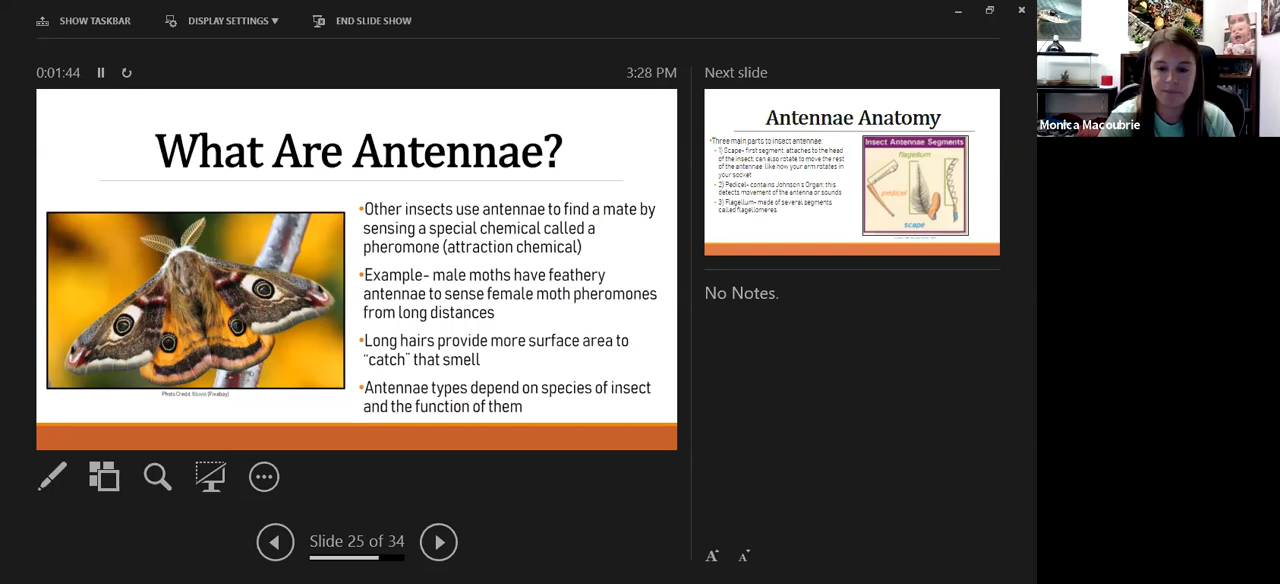 SHOW TASKBAR
DISPLAY SETTINGS ▼
END SLIDE SHOW
0:01:44
3:28 PM
What Are Antennae?
•Other insects use antennae to find a mate by
sensing a special chemical called a
pheromone (attraction chemical)
•Example- male moths have feathery
antennae to sense female moth pheromones
from long distances
•Long hairs provide more surface area to
"catch" that smell
•Antennae types depend on species of insect
and the function of them
Slide 25 of 34
Next slide
Antennae Anatomy
•Three main parts to insect antennae:
- 1) Scape- first segment attaches to the head
of the insect; can also rotate to move the rest
of the antennae, like how your arm rotates in
your socket
- 2) Pedicel- contains Johnson's Organ; this
detects movement of the antenna or sounds
- 3) Flagellum- made of several segments
called flagellomeres
Insect Antennae Segments
flagellum
pedicel
scape
No Notes.
A A
Monica Macoubrie